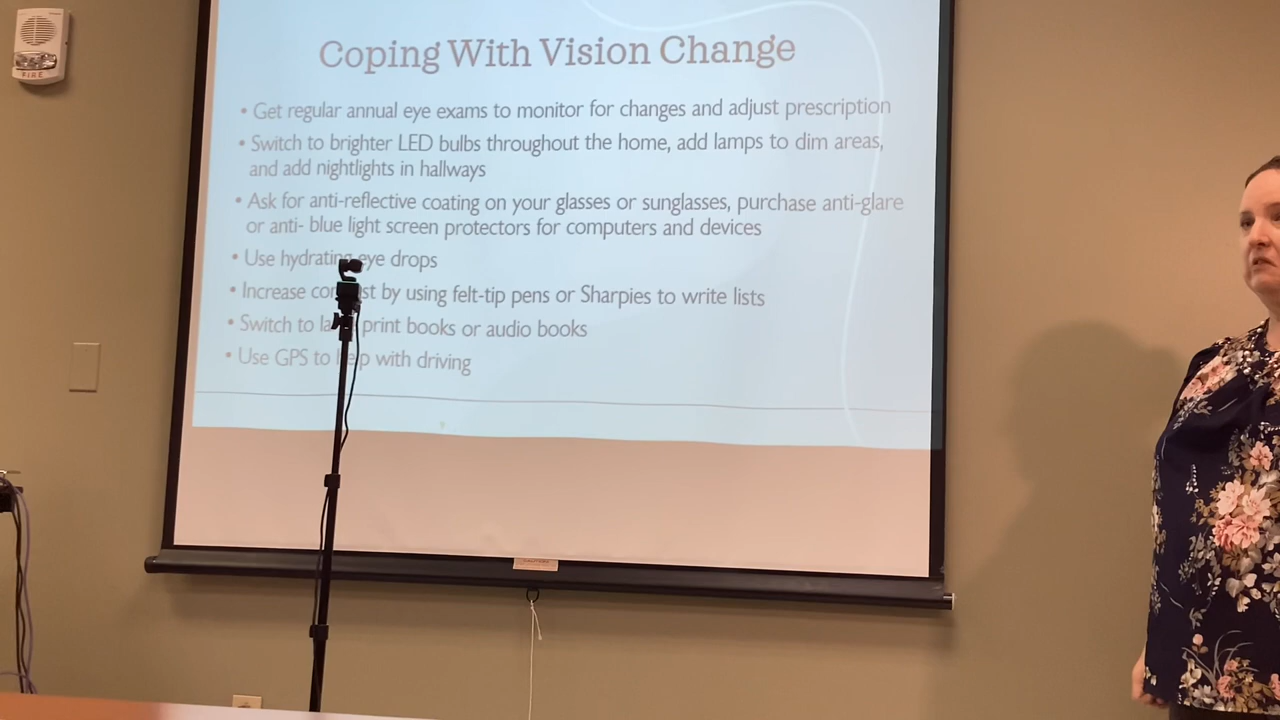 FIRE
Coping With Vision Change
• Get regular annual eye exams to monitor for changes and adjust prescription
• Switch to brighter LED bulbs throughout the home, add lamps to dim areas,
and add nightlights in hallways
• Ask for anti-reflective coating on your glasses or sunglasses, purchase anti-glare
or anti- blue light screen protectors for computers and devices
• Use hydrating eye drops
• Increase by using felt-tip pens or Sharpies to write lists
• Switch to print books or audio books
• Use GPS to with driving